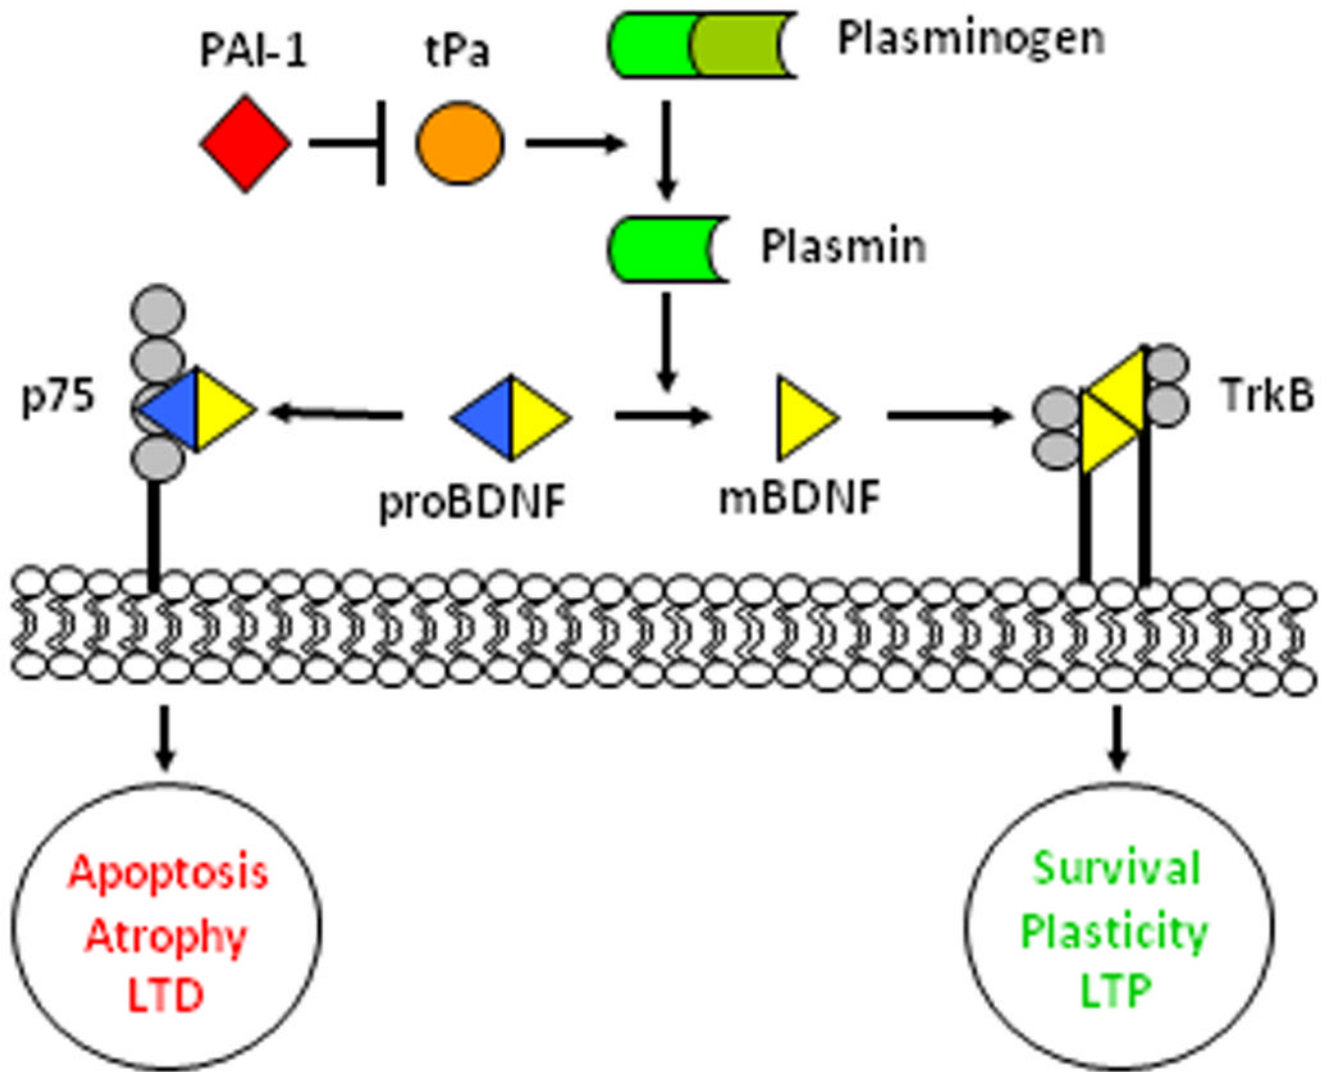 PAI-1
tPa
Plasminogen
Plasmin
p75
proBDNF
mBDNF
TrkB
Apoptosis
Atrophy
LTD
Survival
Plasticity
LTP